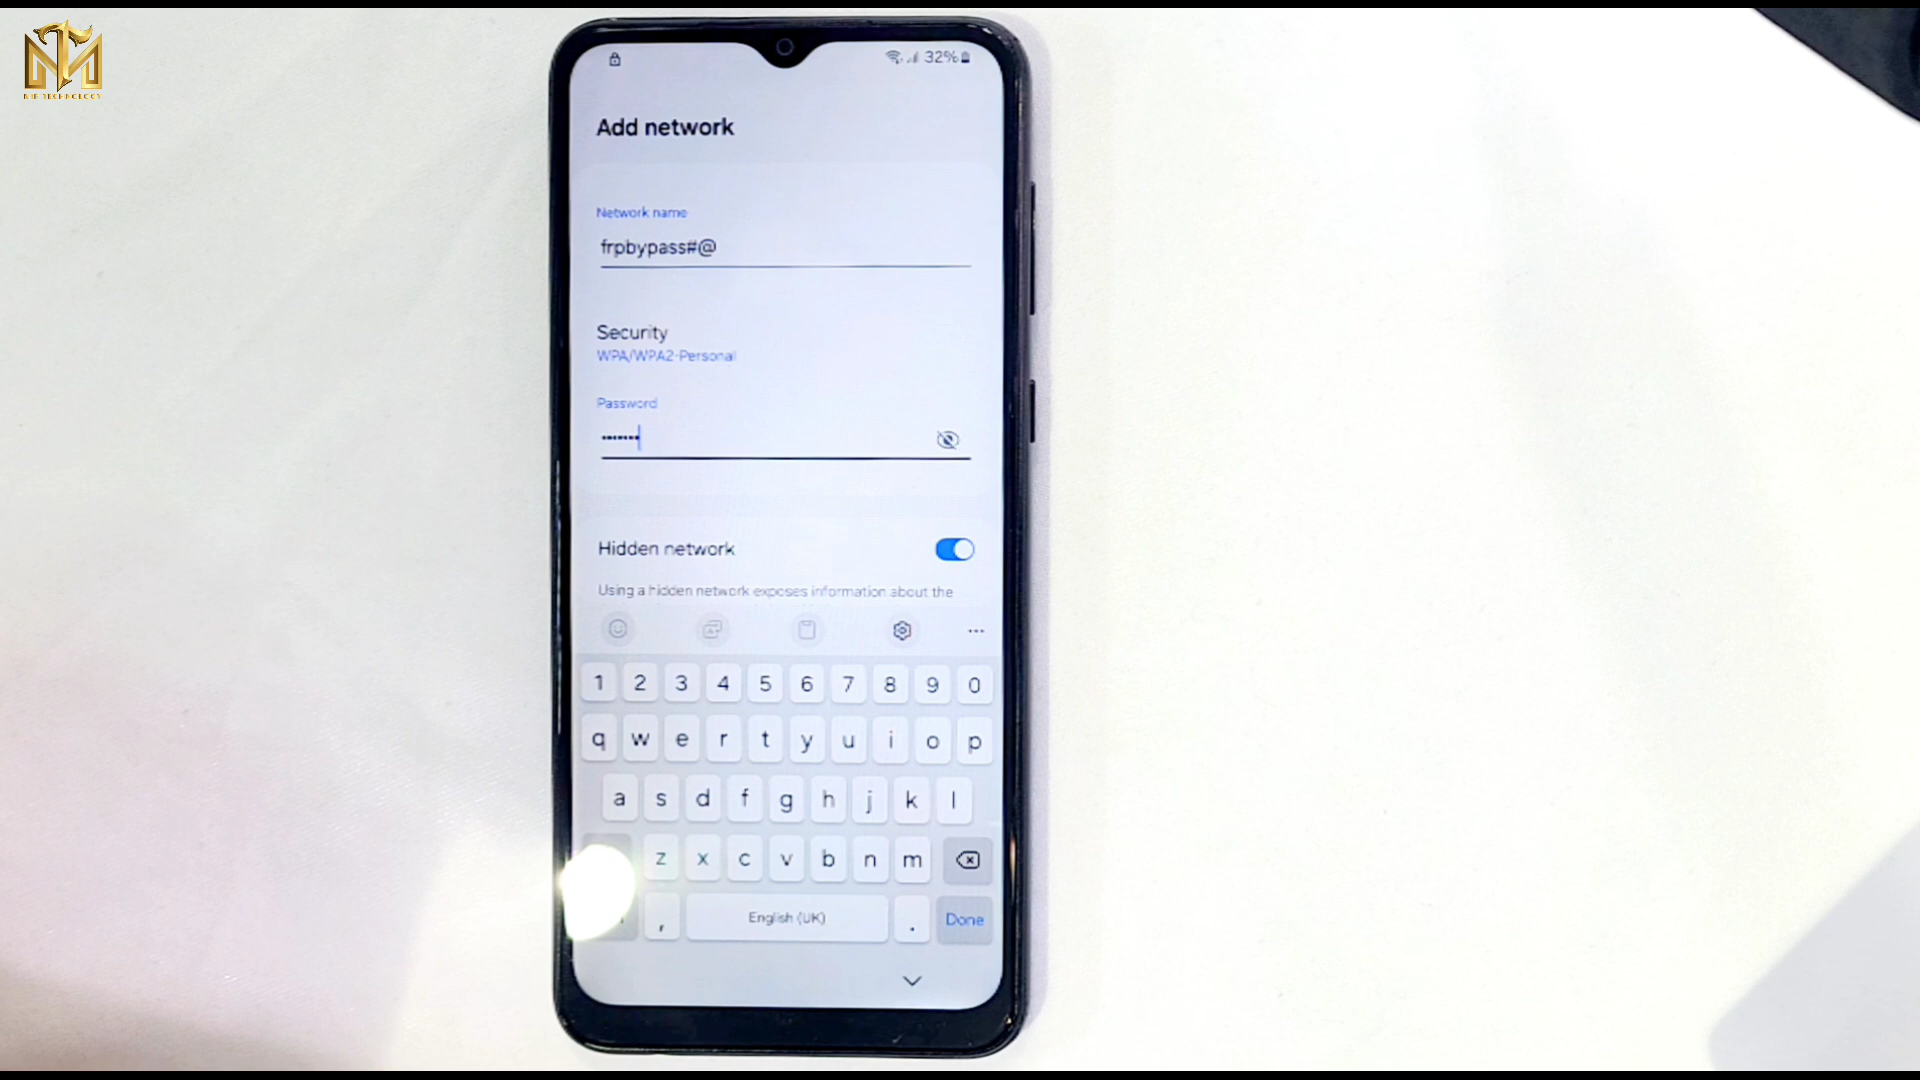 32%
Add network
Network name
frpbypass#@
Security
WPA/WPA2-Personal
Password
Hidden network
Using a hidden network exposes information about the
1 2 3 4 5 6 7 8 9 0
q w e r t y u i o p
a s d f g h j k l
z x c v b n m
, English (UK) . Done